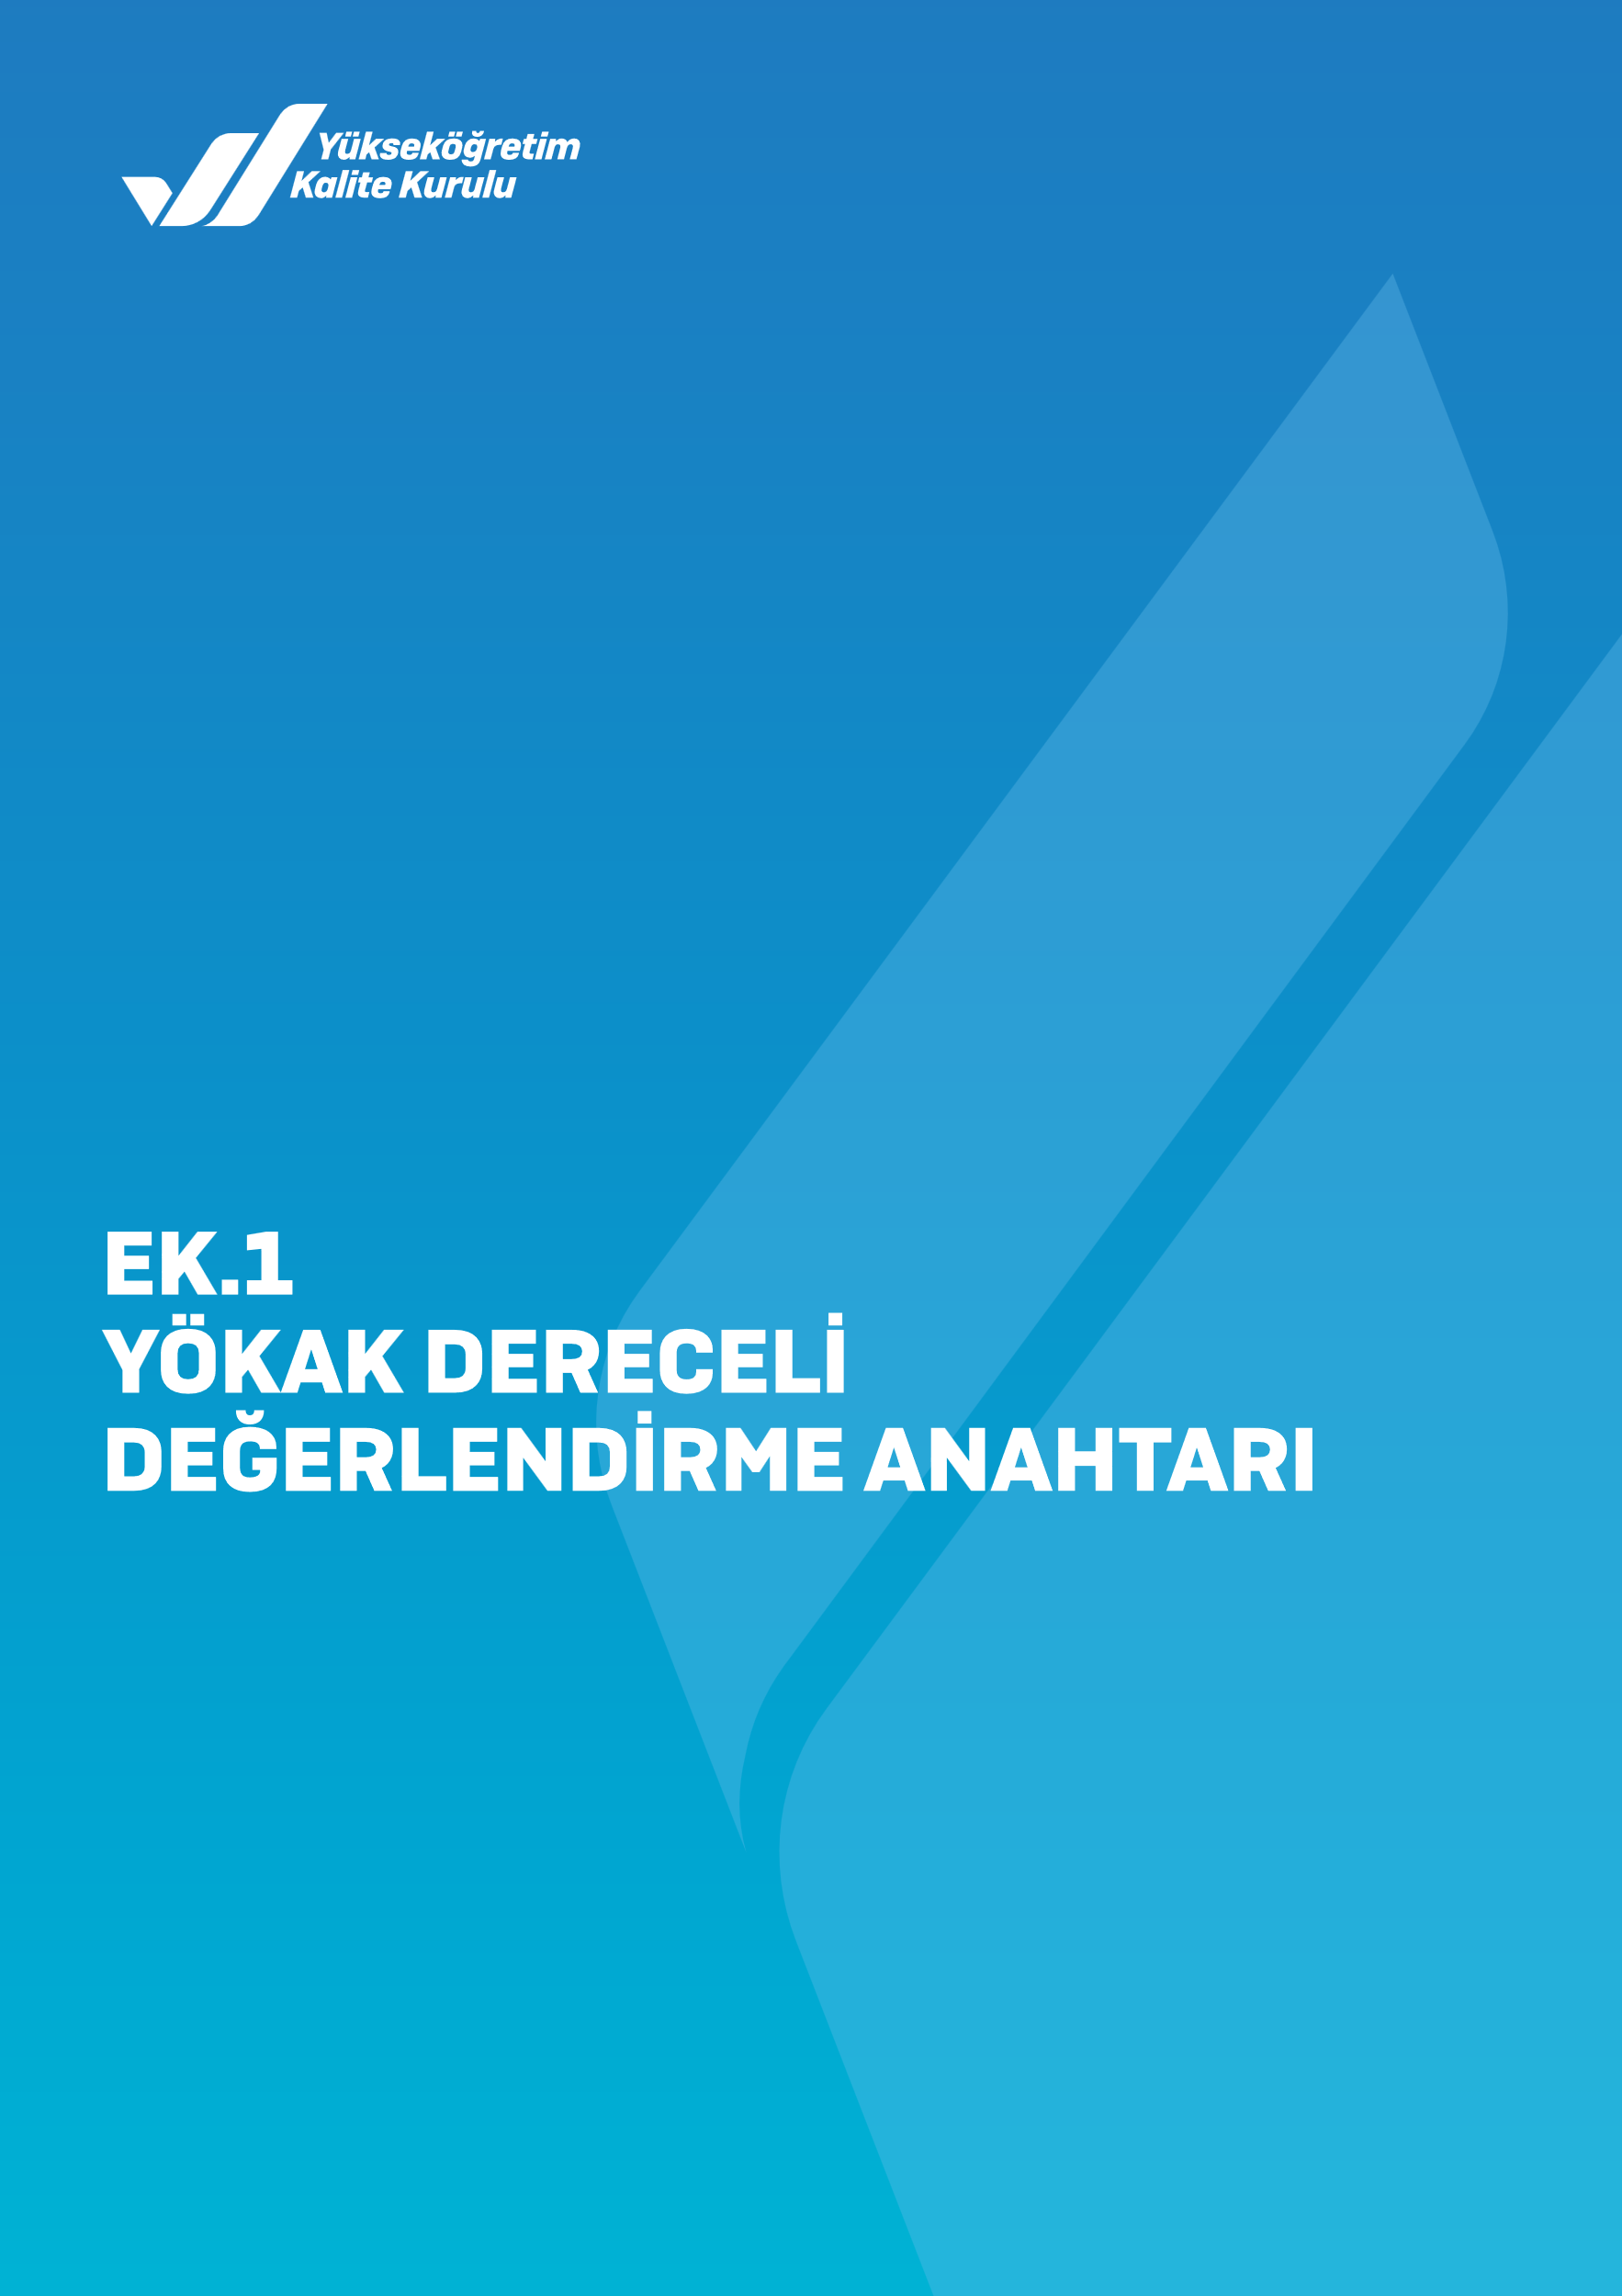 Yükseköğretim
Kalite Kurulu
EK.1
YÖKAK DERECELİ
DEĞERLENDİRME ANAHTARI